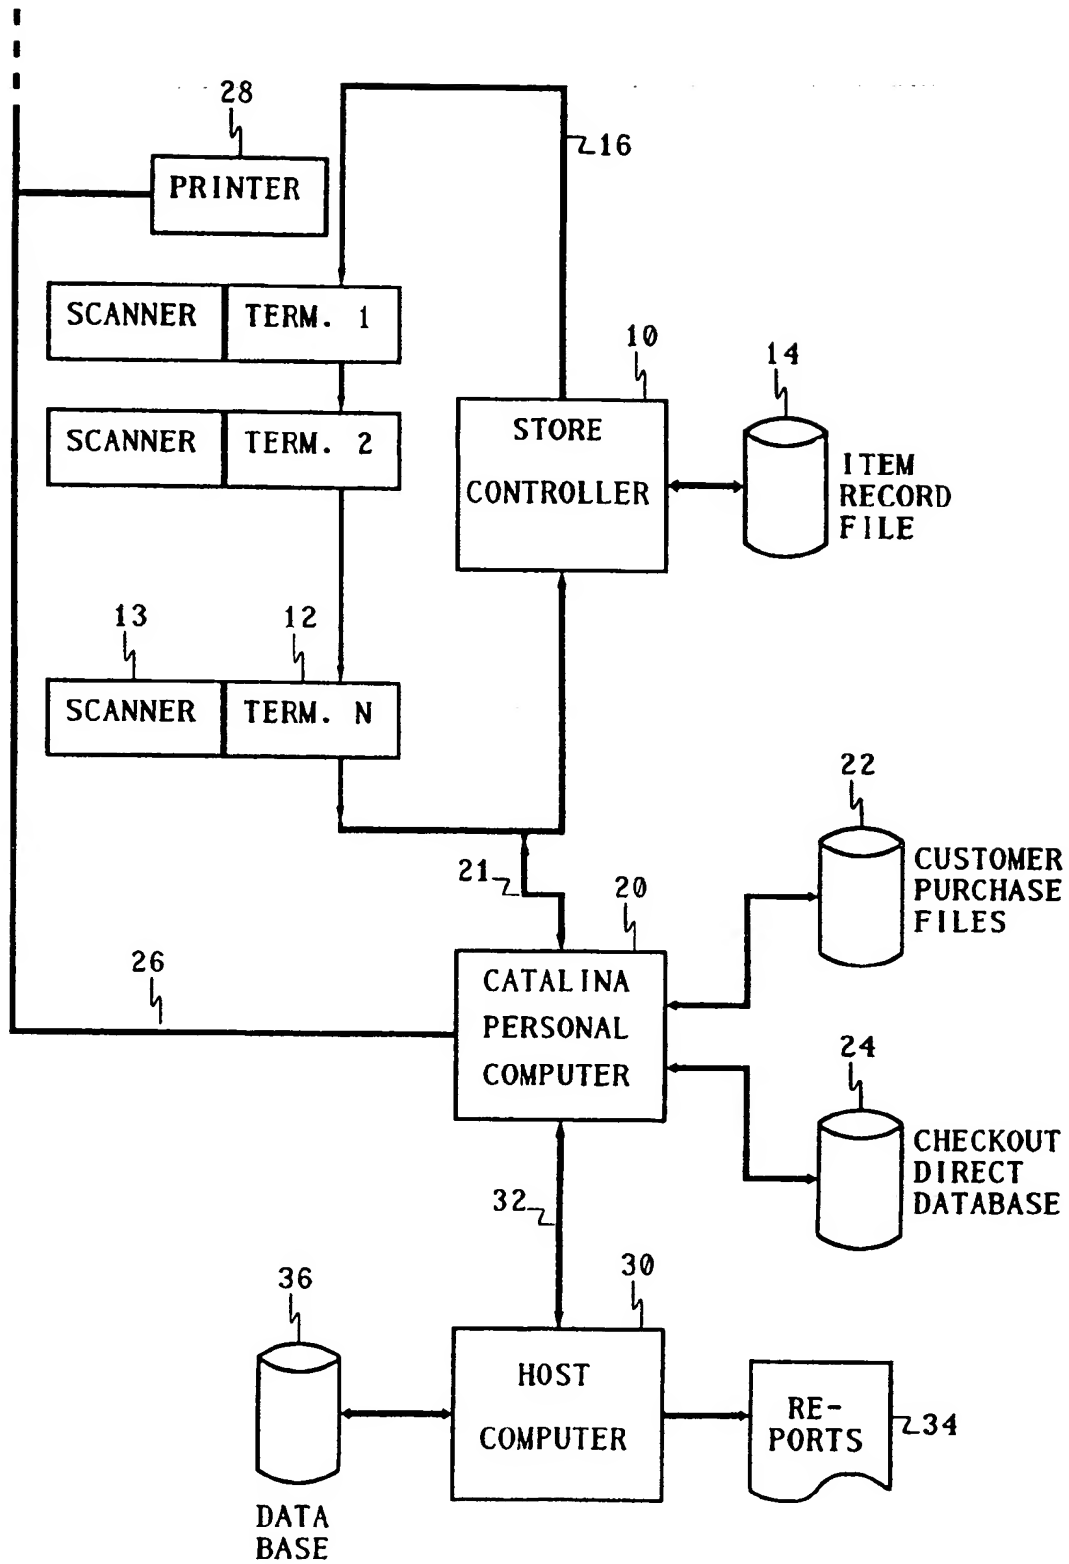 28
16
PRINTER
SCANNER
TERM. 1
10
14
SCANNER
TERM. 2
STORE
CONTROLLER
ITEM
RECORD
FILE
13
12
SCANNER
TERM. N
22
CUSTOMER
PURCHASE
FILES
21
20
26
CATALINA
PERSONAL
COMPUTER
24
CHECKOUT
DIRECT
DATABASE
32
36
30
HOST
COMPUTER
RE-
PORTS
34
DATA
BASE